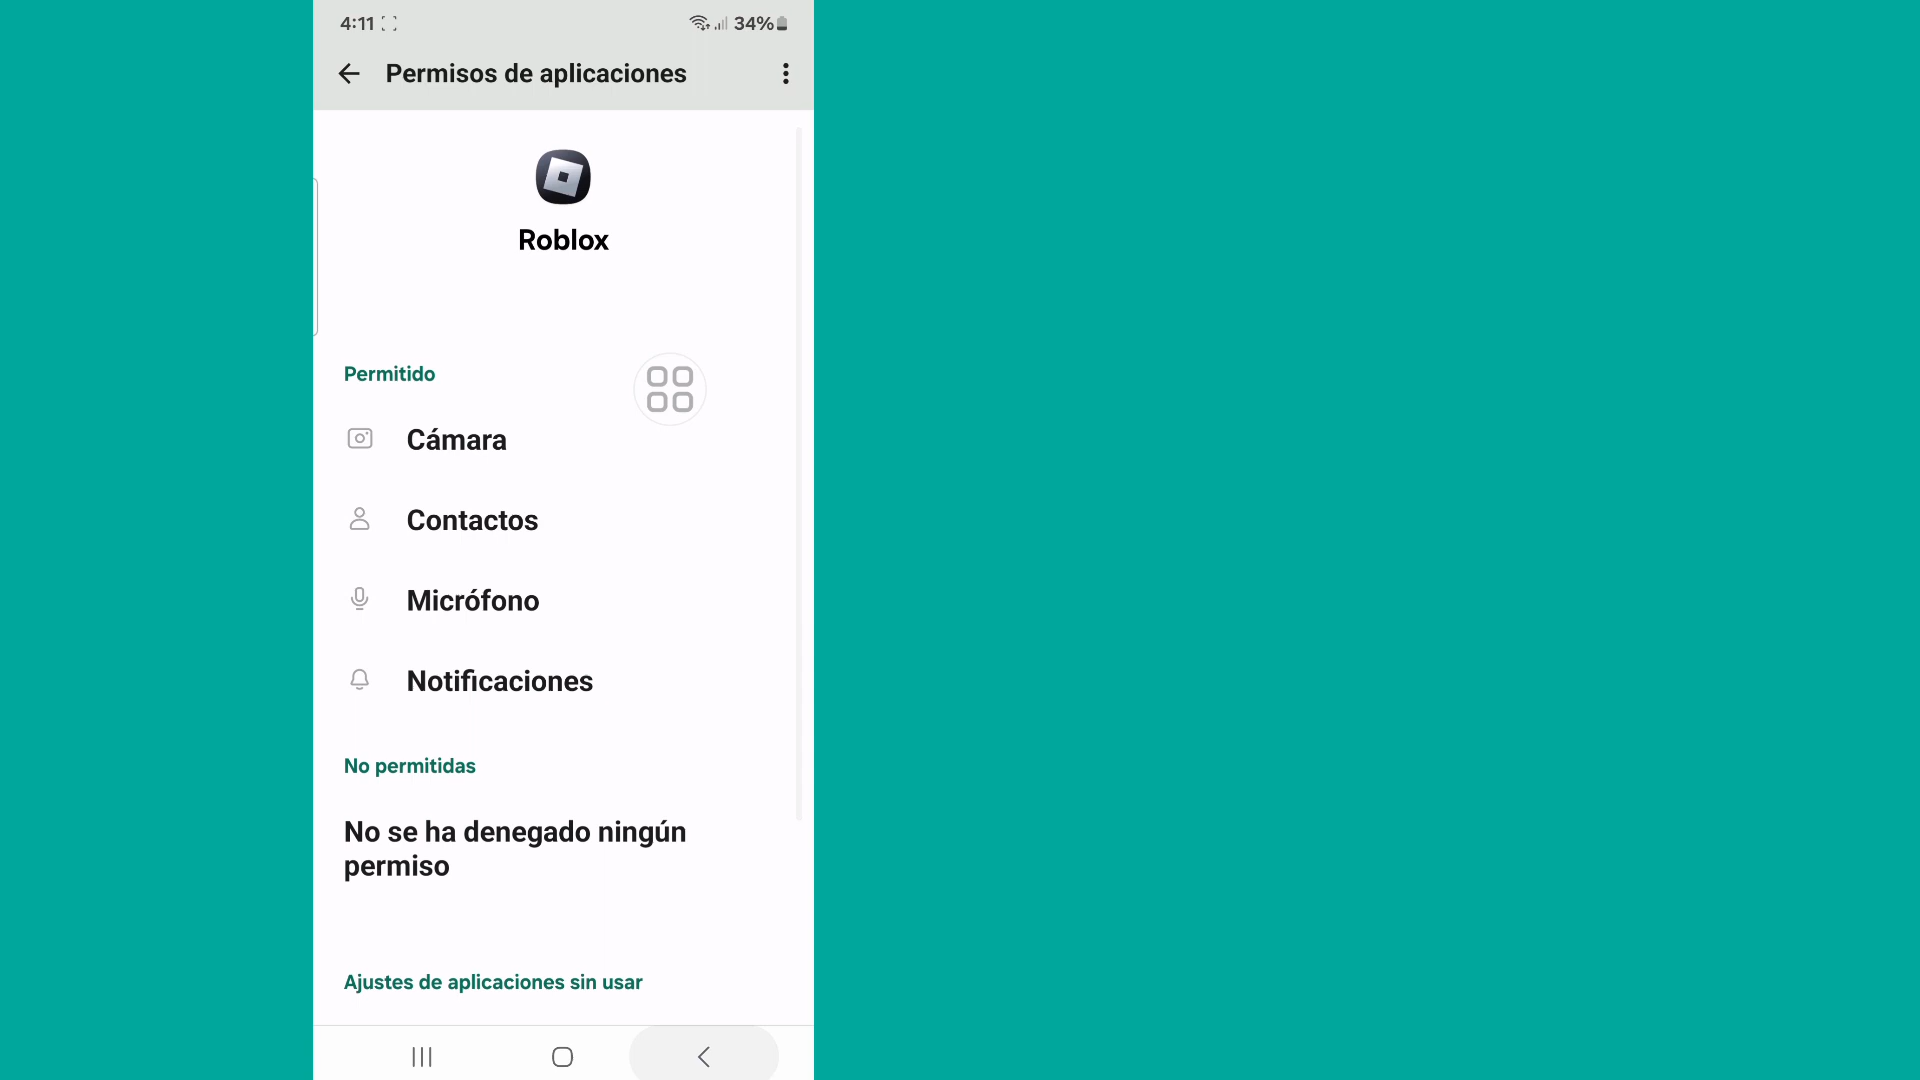 4:11
34%
Permisos de aplicaciones
Roblox
Permitido
Cámara
Contactos
Micrófono
Notificaciones
No permitidas
No se ha denegado ningún
permiso
Ajustes de aplicaciones sin usar